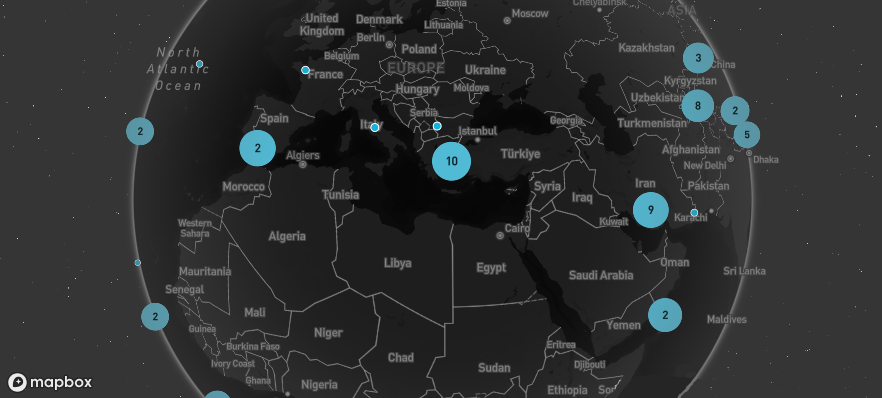 Estonia
Chelyabinsk
ASIA
United
Kingdom
Denmark
Moscow
Lithuania
Berlin
Poland
Kazakhstan
North
Atlantic
Ocean
Belgium
France
EUROPE
Ukraine
3
China
Hungary
Moldova
Kyrgyzstan
Uzbekistan
8
2
Spain
Italy
Serbia
Georgia
Turkmenistan
2
Istanbul
5
2
Algiers
10
Türkiye
Afghanistan
New Delhi
Dhaka
Morocco
Tunisia
Syria
Iraq
Iran
Pakistan
9
Karachi
Western
Sahara
Algeria
Cairo
Kuwait
Libya
Egypt
Saudi Arabia
Oman
Sri Lanka
Mauritania
Senegal
2
Mali
2
Maldives
Guinea
Niger
Yemen
Burkina Faso
Chad
Eritrea
Ivory Coast
Sudan
Djibouti
Ghana
Nigeria
Ethiopia
mapbox